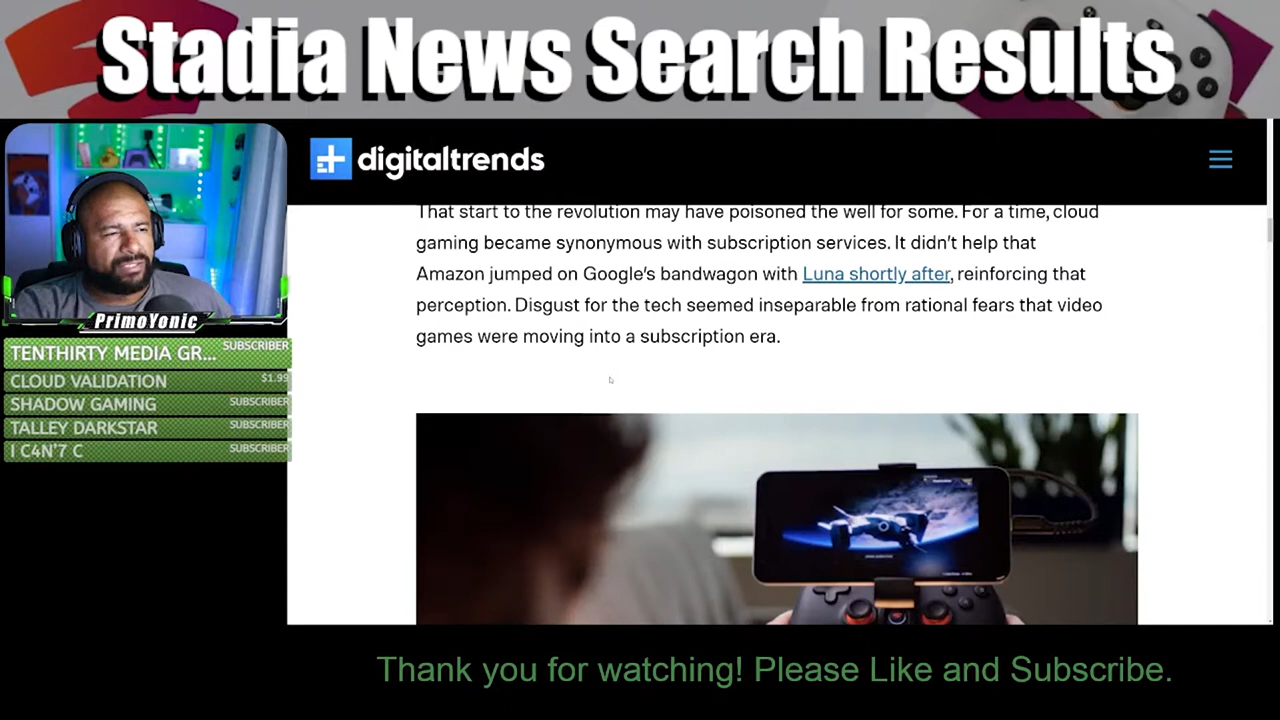 Stadia News Search Results
digitaltrends
That start to the revolution may have poisoned the well for some. For a time, cloud
gaming became synonymous with subscription services. It didn't help that
Amazon jumped on Google's bandwagon with Luna shortly after, reinforcing that
perception. Disgust for the tech seemed inseparable from rational fears that video
games were moving into a subscription era.
PrimoYonic
TENTHIRTY MEDIA GR... SUBSCRIBER
CLOUD VALIDATION $1.99
SHADOW GAMING SUBSCRIBER
TALLEY DARKSTAR SUBSCRIBER
I C4N'7 C SUBSCRIBER
Thank you for watching! Please Like and Subscribe.